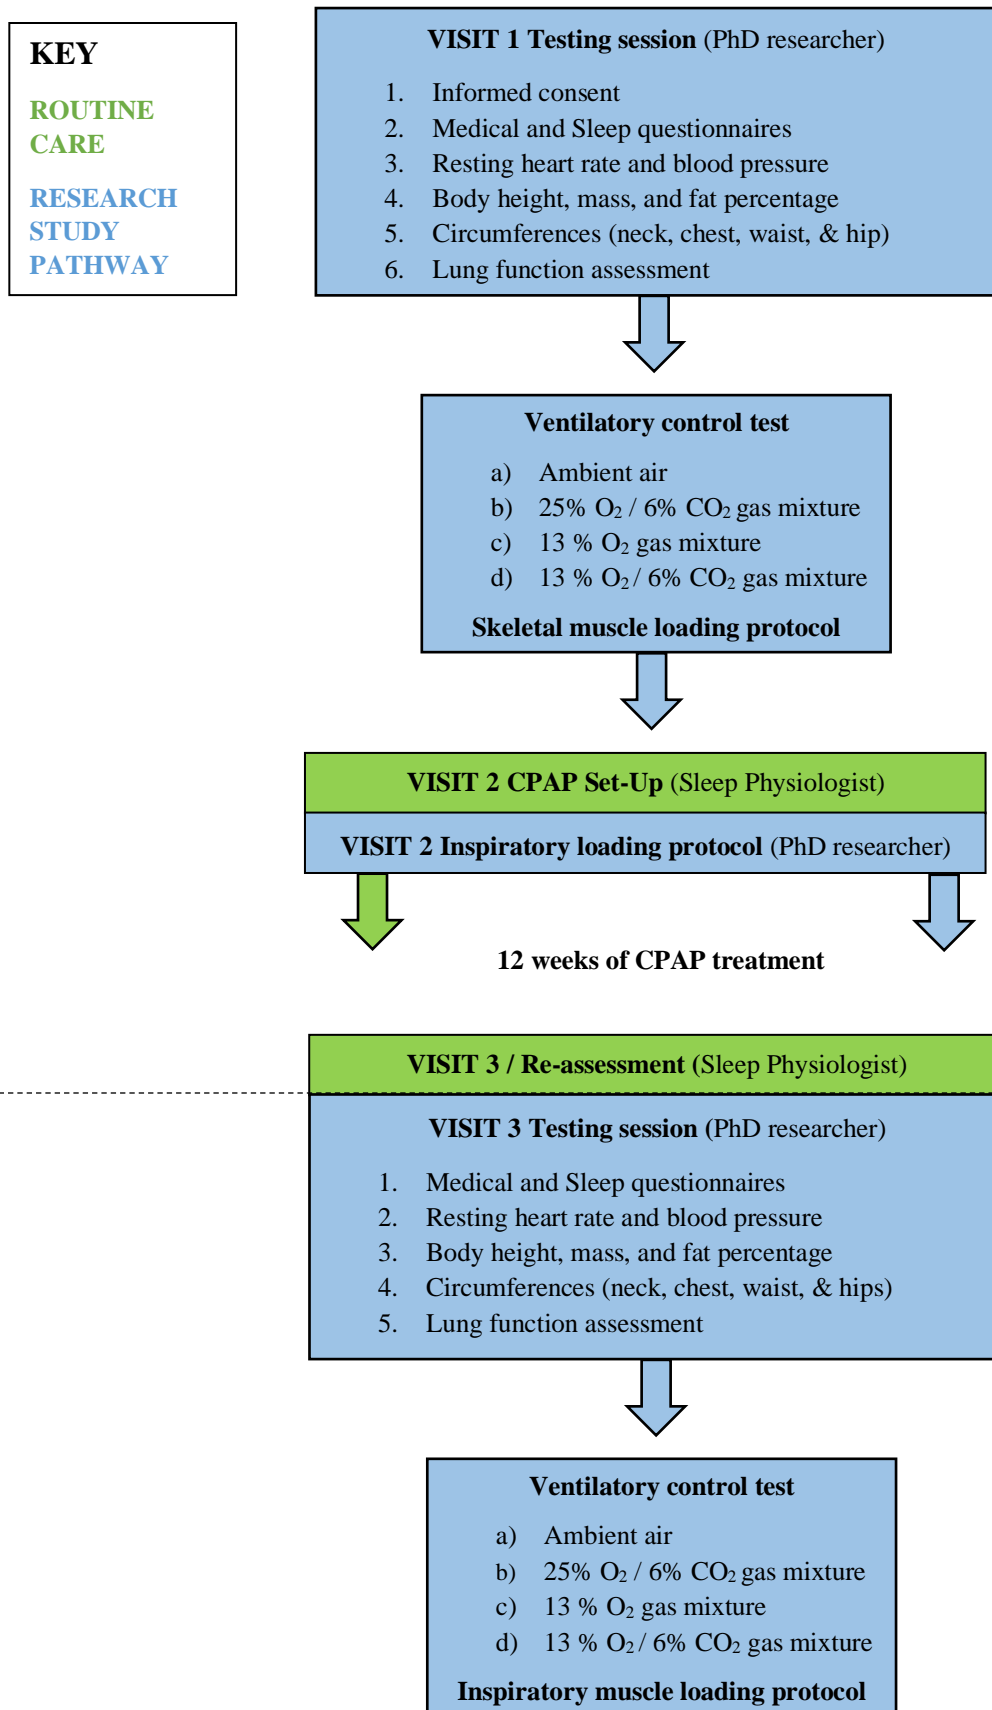 KEY
ROUTINE
CARE
RESEARCH
STUDY
PATHWAY
VISIT 1 Testing session (PhD researcher)
1. Informed consent
2. Medical and Sleep questionnaires
3. Resting heart rate and blood pressure
4. Body height, mass, and fat percentage
5. Circumferences (neck, chest, waist, & hip)
6. Lung function assessment
Ventilatory control test
a) Ambient air
b) 25% O₂ / 6% CO₂ gas mixture
c) 13 % O₂ gas mixture
d) 13 % O₂ / 6% CO₂ gas mixture
Skeletal muscle loading protocol
VISIT 2 CPAP Set-Up (Sleep Physiologist)
VISIT 2 Inspiratory loading protocol (PhD researcher)
12 weeks of CPAP treatment
VISIT 3 / Re-assessment (Sleep Physiologist)
VISIT 3 Testing session (PhD researcher)
1. Medical and Sleep questionnaires
2. Resting heart rate and blood pressure
3. Body height, mass, and fat percentage
4. Circumferences (neck, chest, waist, & hips)
5. Lung function assessment
Ventilatory control test
a) Ambient air
b) 25% O₂ / 6% CO₂ gas mixture
c) 13 % O₂ gas mixture
d) 13 % O₂ / 6% CO₂ gas mixture
Inspiratory muscle loading protocol